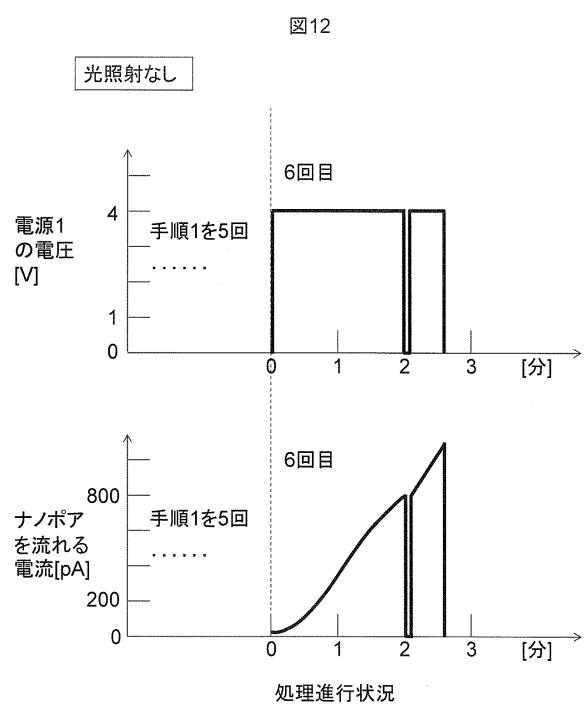 図12
光照射なし
6回目
電源1
の電圧
[V]
手順1を5回
‥‥‥
4
1
0
0
1
2
3
[分]
6回目
ナノポア
を流れる
電流[pA]
手順1を5回
‥‥‥
800
200
0
0
1
2
3
[分]
処理進行状況